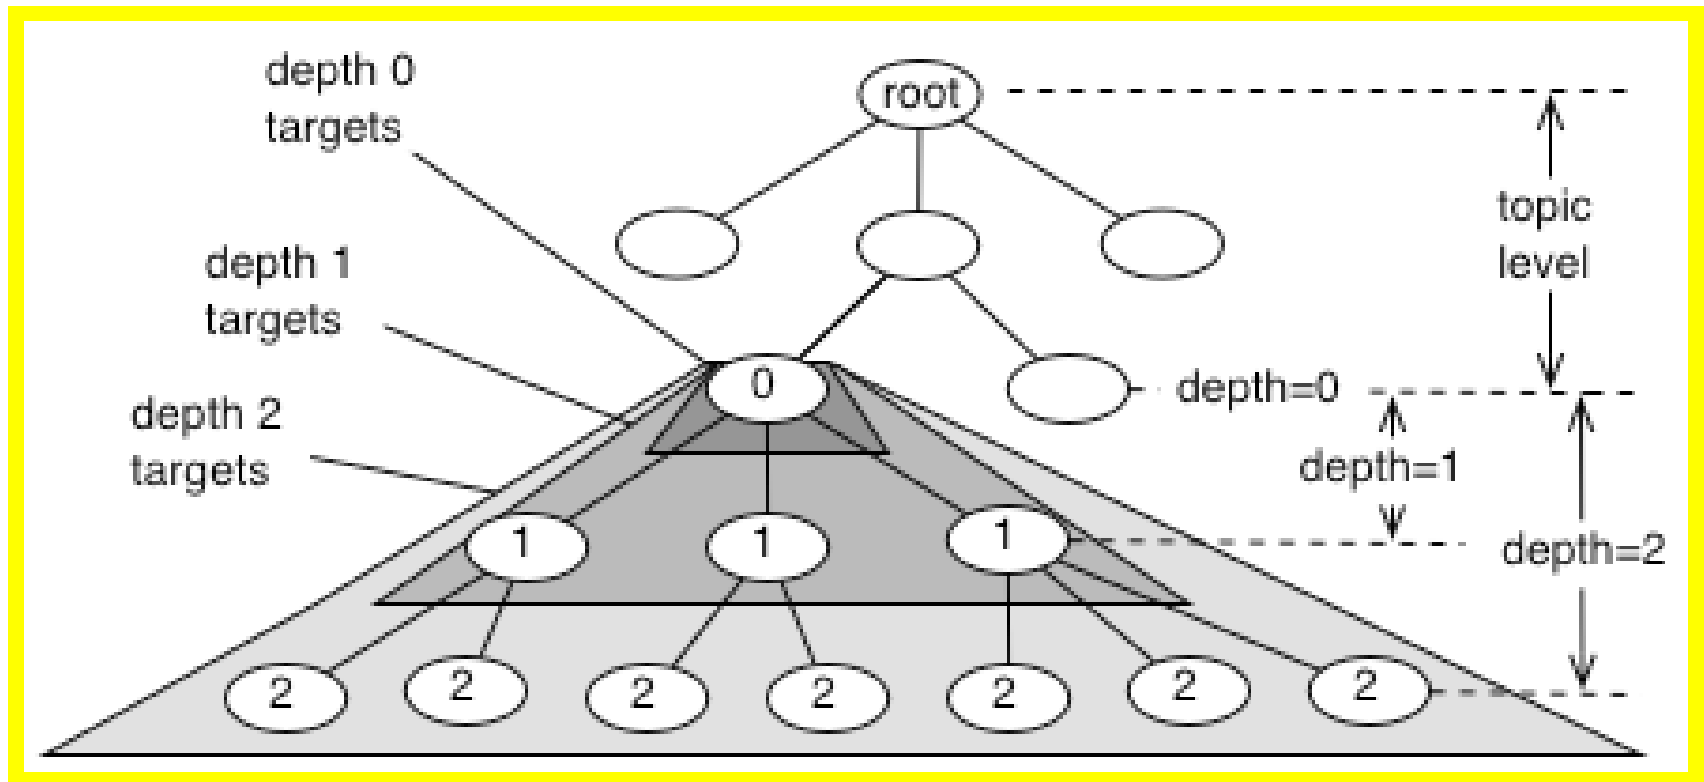 depth 0
targets
root
topic
level
depth 1
targets
0
depth=0
depth 2
targets
depth=1
1
1
1
depth=2
2
2
2
2
2
2
2